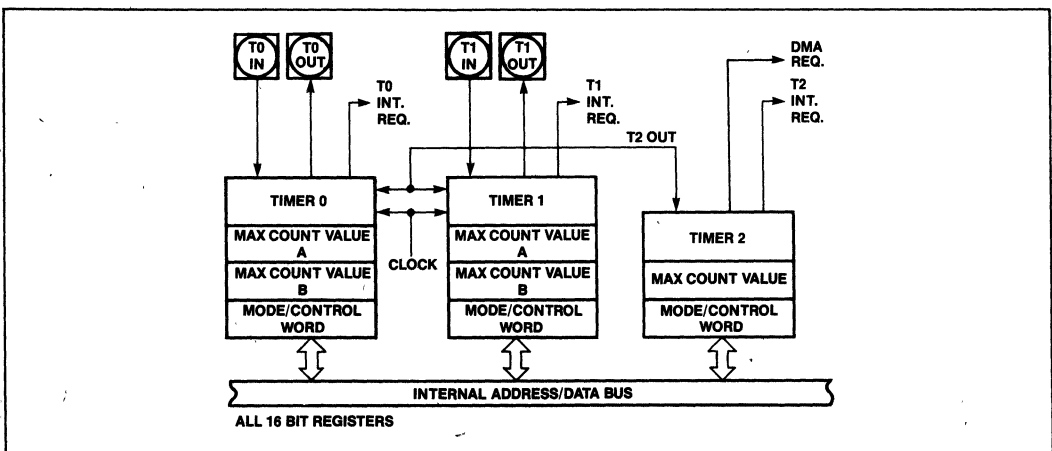 T0
IN
T0
OUT
T0
INT.
REQ.
T1
IN
T1
OUT
T1
INT.
REQ.
DMA
REQ.
T2
INT.
REQ.
T2 OUT
TIMER 0
MAX COUNT VALUE
A
MAX COUNT VALUE
B
MODE/CONTROL
WORD
CLOCK
TIMER 1
MAX COUNT VALUE
A
MAX COUNT VALUE
B
MODE/CONTROL
WORD
TIMER 2
MAX COUNT VALUE
MODE/CONTROL
WORD
INTERNAL ADDRESS/DATA BUS
ALL 16 BIT REGISTERS